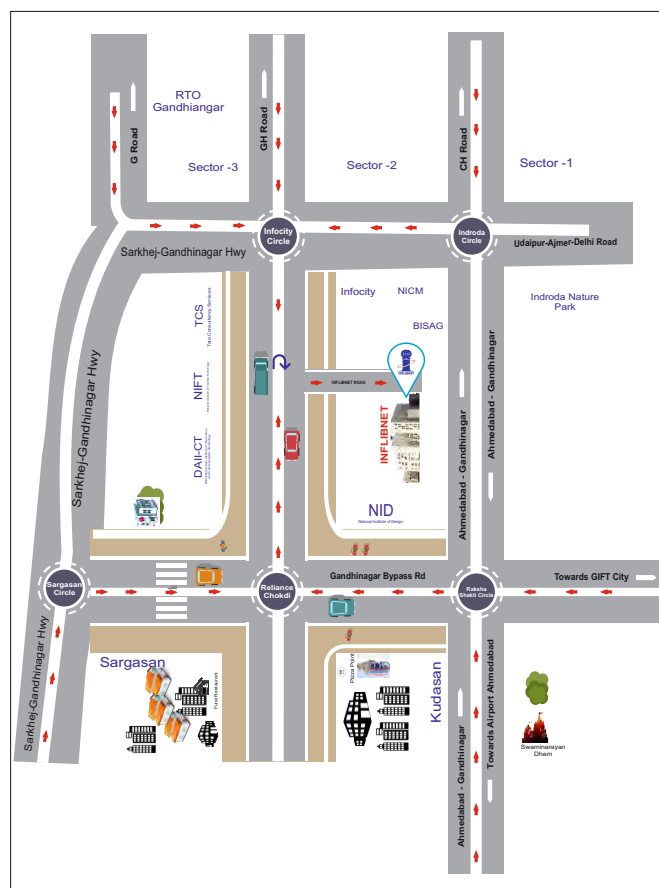 RTO
Gandhiangar
G Road
GH Road
CH Road
Sector -3
Sector -2
Sector -1
Infocity
Circle
Indroda
Circle
Udaipur-Ajmer-Delhi Road
Sarkhej-Gandhinagar Hwy
Infocity
NICM
BISAG
Indroda Nature
Park
TCS
Tata Consultancy Services
NIFT
DAII-CT
INFLIBNET ROAD
INFLIBNET
INFLIBNET
Sarkhej-Gandhinagar Hwy
Ahmedabad - Gandhinagar
Ahmedabad - Gandhinagar
NID
National Institute of Design
Sargasan
Circle
Reliance
Chokdi
Gandhinagar Bypass Rd
Raksha
Shakti Circle
Towards GIFT City
Sarkhej-Gandhinagar Hwy
Sargasan
Pizza Point
Kudasan
Ahmedabad - Gandhinagar
Towards Airport Ahmedabad
Swaminarayan
Dham